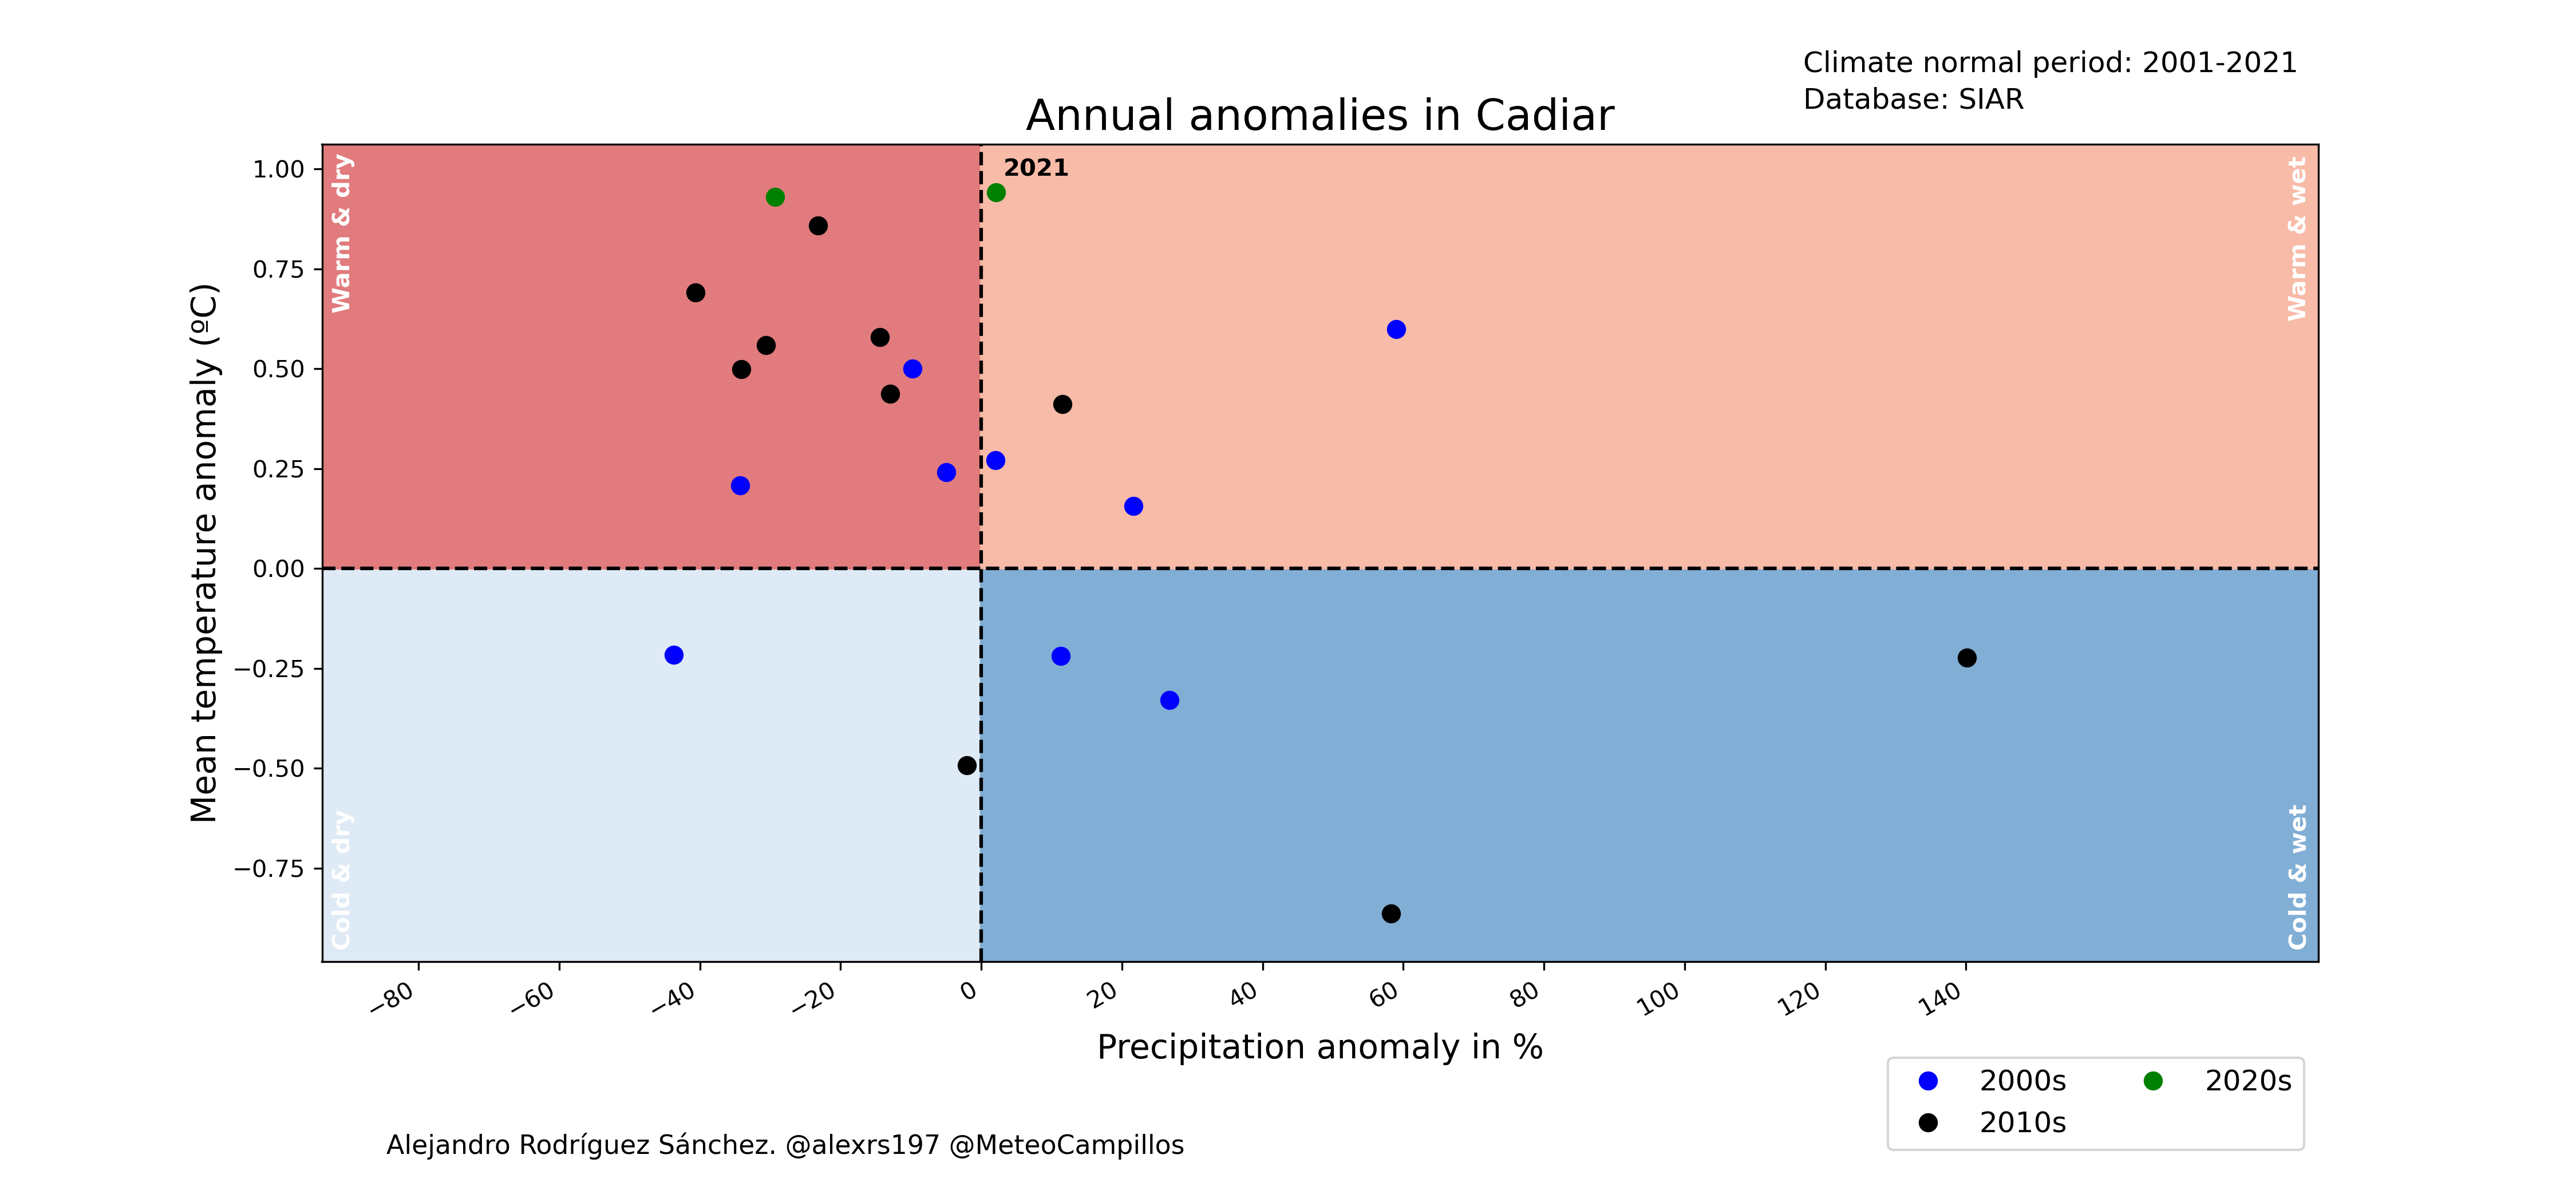 Climate normal period: 2001-2021
Database: SIAR
Annual anomalies in Cadiar
Warm & dry
2021
Warm & wet
1.00
0.75
0.50
0.25
0.00
−0.25
−0.50
−0.75
Mean temperature anomaly (ºC)
Cold & dry
Cold & wet
−80 −60 −40 −20 0 20 40 60 80 100 120 140
Precipitation anomaly in %
2000s 2020s
2010s
Alejandro Rodríguez Sánchez. @alexrs197 @MeteoCampillos